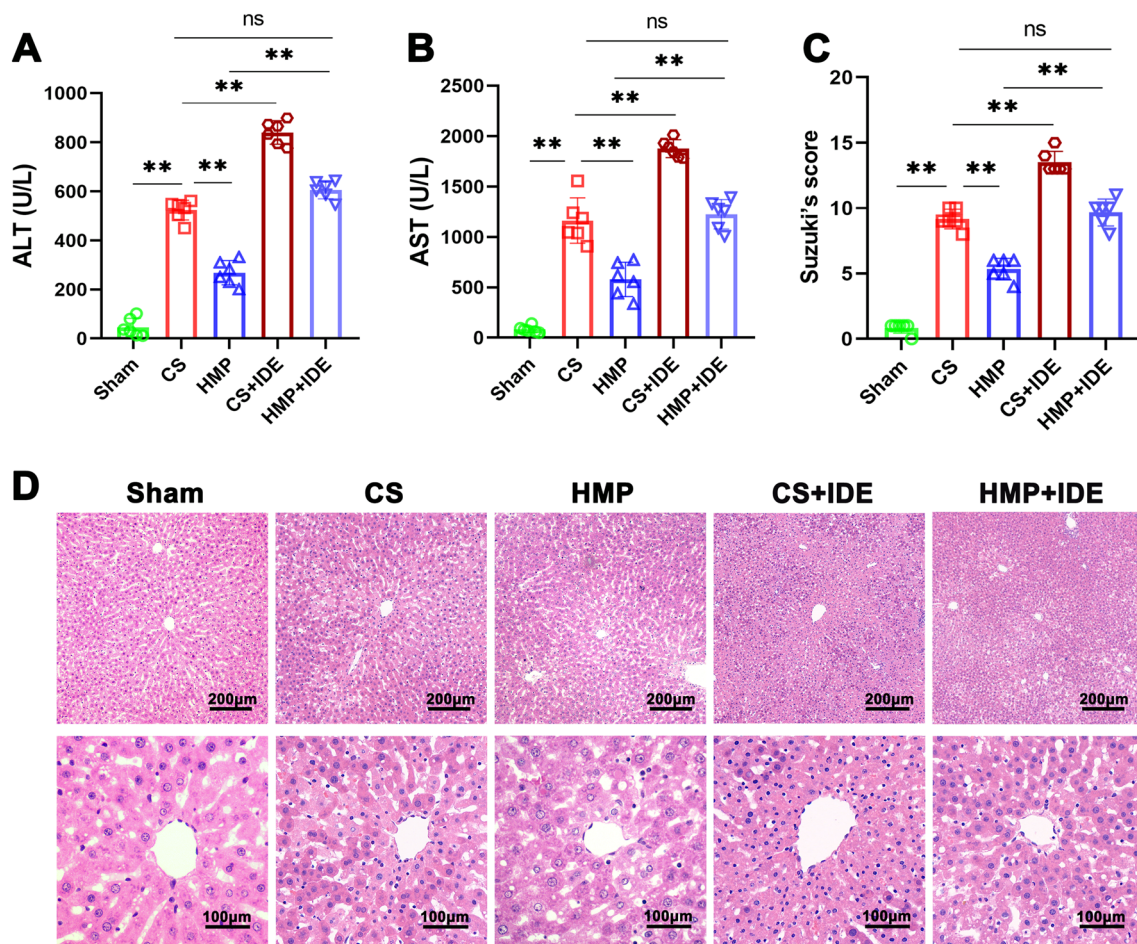 A
ns
**
**
**
**
ALT (U/L)
1000
800
600
400
200
0
Sham
CS
HMP
CS+IDE
HMP+IDE
B
ns
**
**
**
**
AST (U/L)
2500
2000
1500
1000
500
0
Sham
CS
HMP
CS+IDE
HMP+IDE
C
ns
**
**
**
**
Suzuki's score
20
15
10
5
0
Sham
CS
HMP
CS+IDE
HMP+IDE
D
Sham CS HMP CS+IDE HMP+IDE
200μm 200μm 200μm 200μm 200μm
100μm 100μm 100μm 100μm 100μm